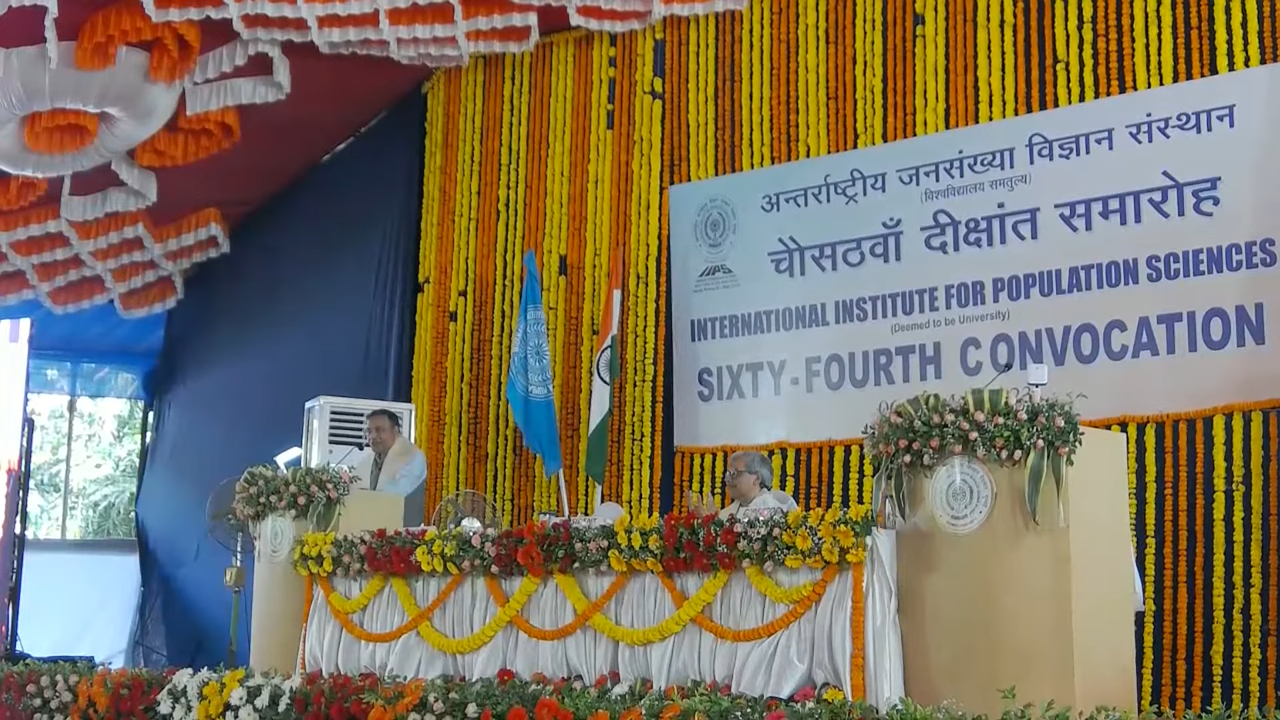 अन्तर्राष्ट्रीय जनसंख्या विज्ञान संस्थान
(विश्वविद्यालय समतुल्य)
चौसठवाँ दीक्षांत समारोह
IIPS
INTERNATIONAL INSTITUTE FOR POPULATION SCIENCES
(Deemed to be University)
SIXTY-FOURTH CONVOCATION